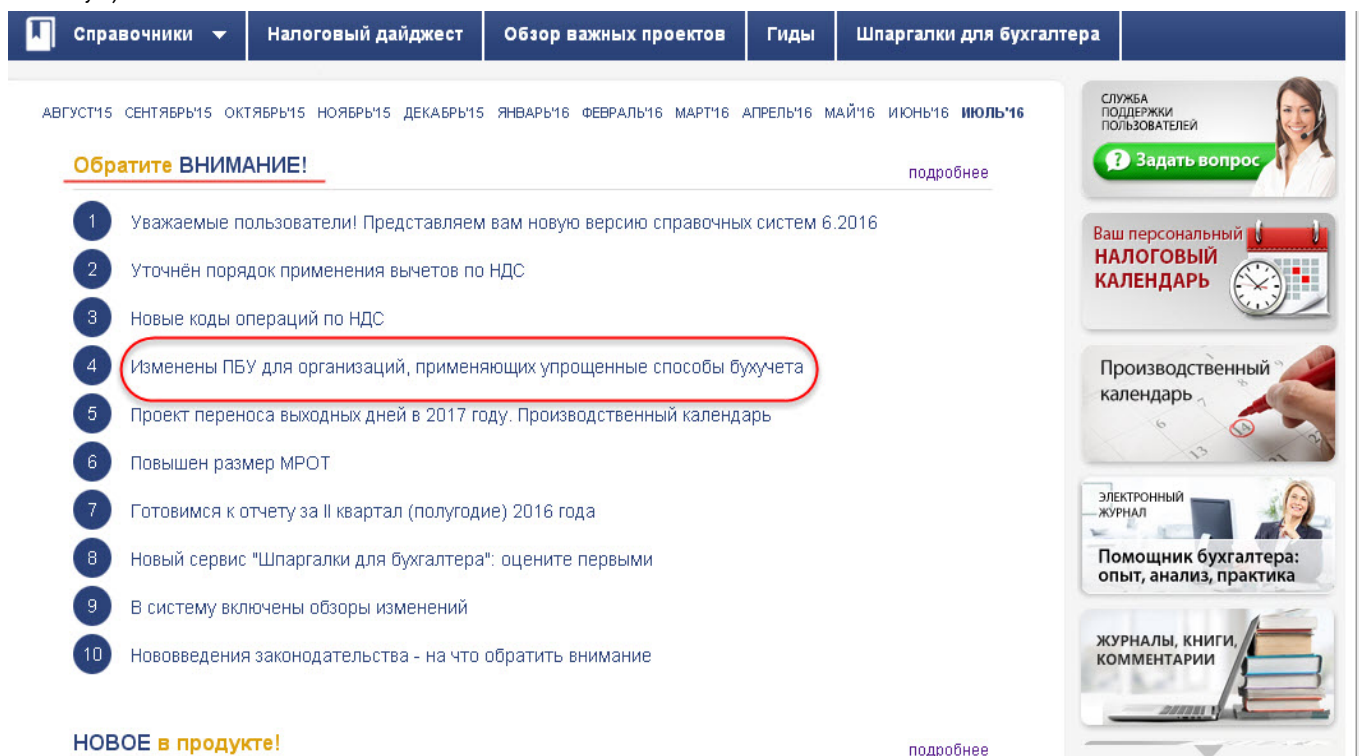 Справочники Налоговый дайджест Обзор важных проектов Гиды Шпаргалки для бухгалтера
АВГУСТ'15 СЕНТЯБРЬ'15 ОКТЯБРЬ'15 НОЯБРЬ'15 ДЕКАБРЬ'15 ЯНВАРЬ'16 ФЕВРАЛЬ'16 МАРТ'16 АПРЕЛЬ'16 МАЙ'16 ИЮНЬ'16 ИЮЛЬ'16
Обратите ВНИМАНИЕ!
подробнее
1 Уважаемые пользователи! Представляем вам новую версию справочных систем 6.2016
2 Уточнён порядок применения вычетов по НДС
3 Новые коды операций по НДС
4 Изменены ПБУ для организаций, применяющих упрощенные способы бухучета
5 Проект переноса выходных дней в 2017 году. Производственный календарь
6 Повышен размер МРОТ
7 Готовимся к отчету за II квартал (полугодие) 2016 года
8 Новый сервис "Шпаргалки для бухгалтера": оцените первыми
9 В систему включены обзоры изменений
10 Нововведения законодательства - на что обратить внимание
НОВОЕ в продукте!
подробнее
СЛУЖБА
ПОДДЕРЖКИ
ПОЛЬЗОВАТЕЛЕЙ
? Задать вопрос
Ваш персональный
НАЛОГОВЫЙ
КАЛЕНДАРЬ
Производственный
календарь
6
9
14
13
20
21
ЭЛЕКТРОННЫЙ
ЖУРНАЛ
Помощник бухгалтера:
опыт, анализ, практика
ЖУРНАЛЫ, КНИГИ,
КОММЕНТАРИИ